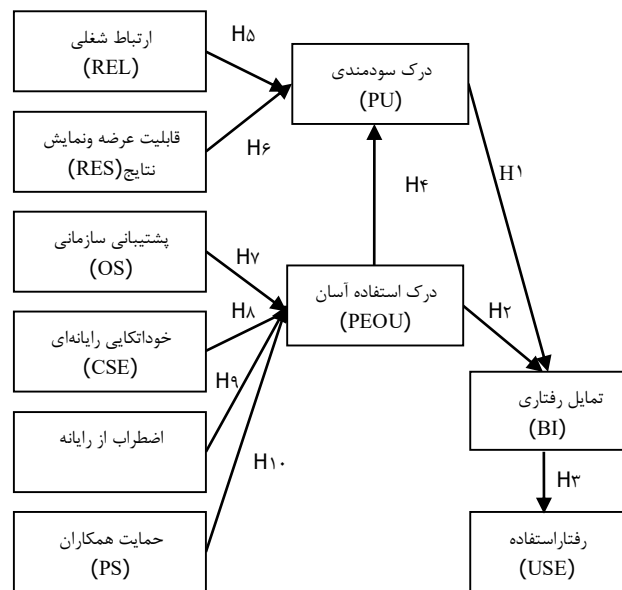 ارتباط شغلی
(REL)
H۵
درک سودمندی
(PU)
قابلیت عرضه ونمایش
نتایج(RES)
H۶
H۴
H۱
پشتیبانی سازمانی
(OS)
H۷
درک استفاده آسان
(PEOU)
H۲
خوداتکایی رایانه‌ای
(CSE)
H۸
H۹
تمایل رفتاری
(BI)
اضطراب از رایانه
H۱۰
H۳
حمایت همکاران
(PS)
رفتاراستفاده
(USE)